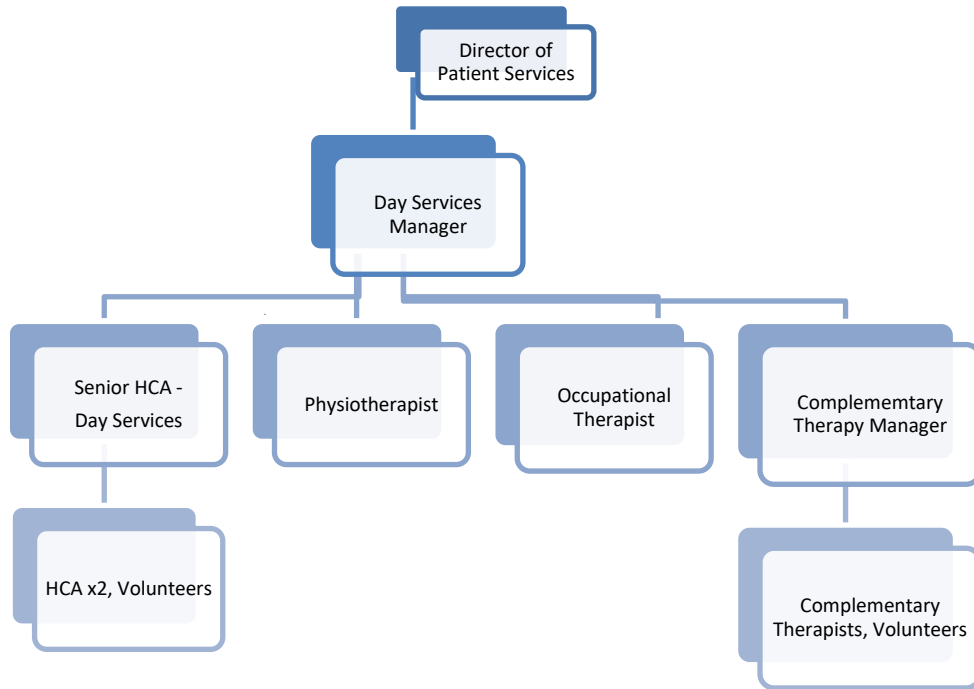 Director of
Patient Services
Day Services
Manager
Senior HCA -
Day Services
Physiotherapist
Occupational
Therapist
Complememtary
Therapy Manager
HCA x2, Volunteers
Complementary
Therapists, Volunteers